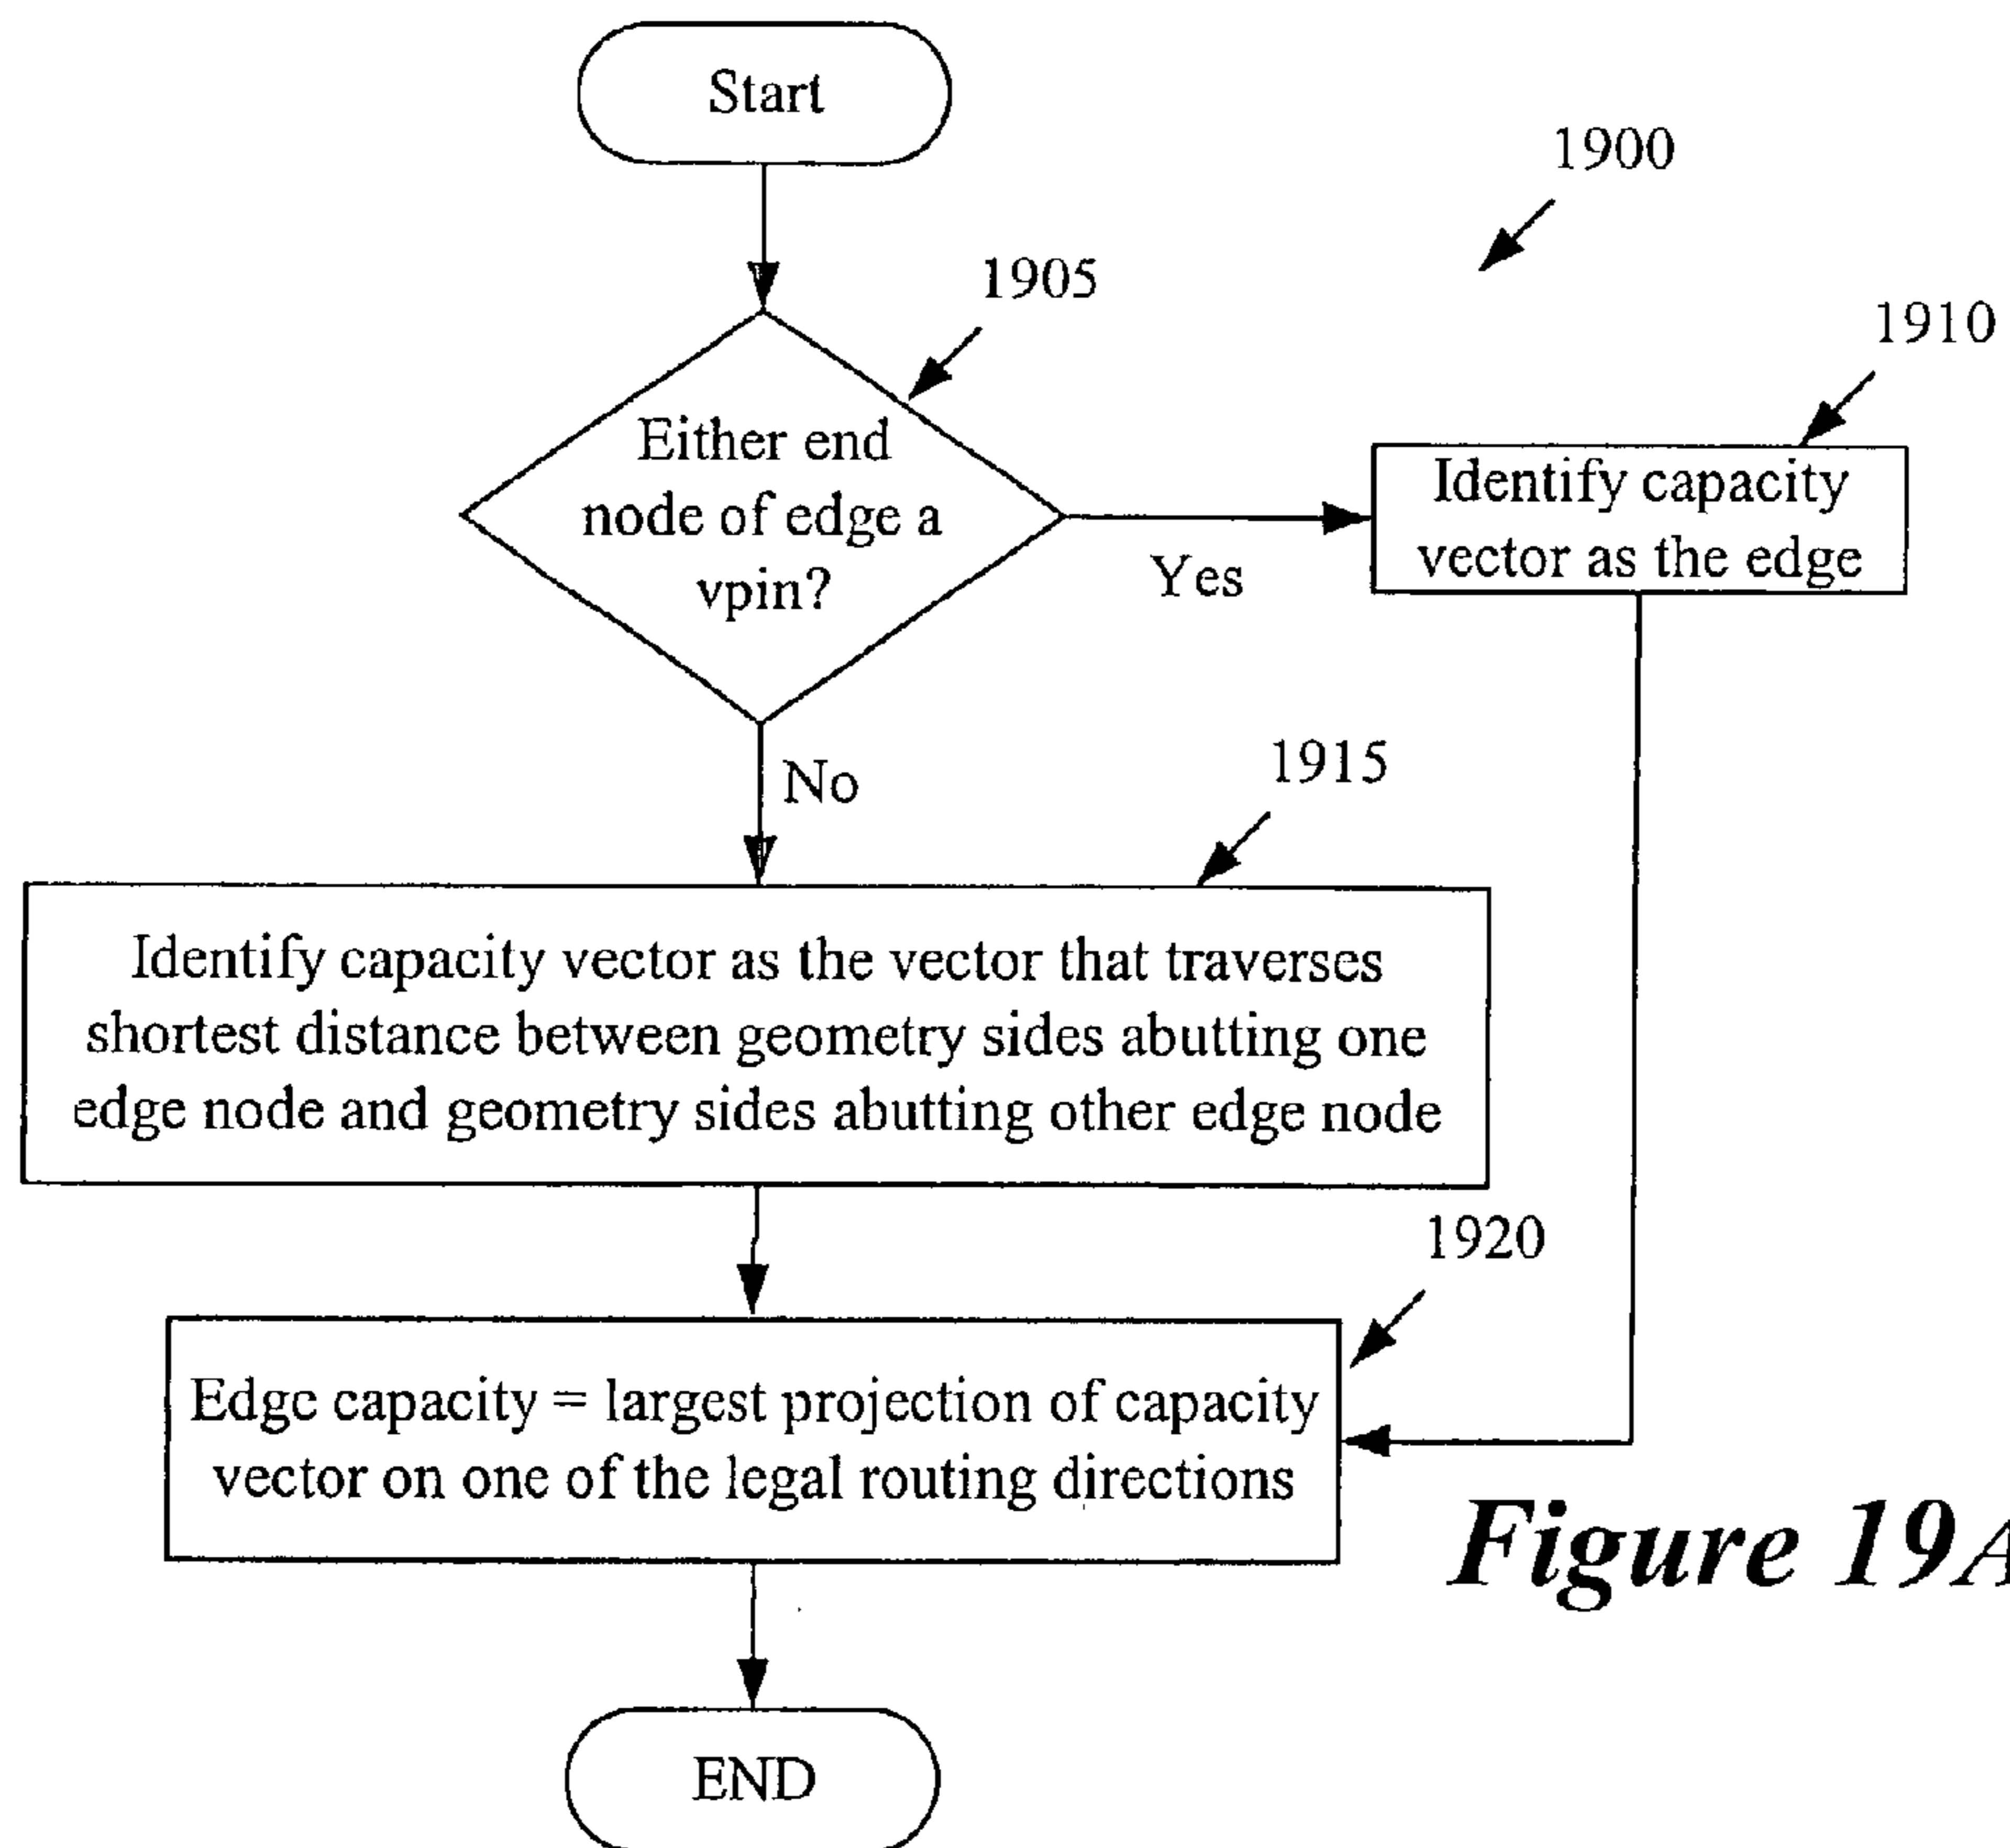 Start
1900
1905
1910
Either end
node of edge a
vpin?
Identify capacity
vector as the edge
Yes
No
1915
Identify capacity vector as the vector that traverses
shortest distance between geometry sides abutting one
edge node and geometry sides abutting other edge node
1920
Edge capacity = largest projection of capacity
vector on one of the legal routing directions
Figure 19A
END